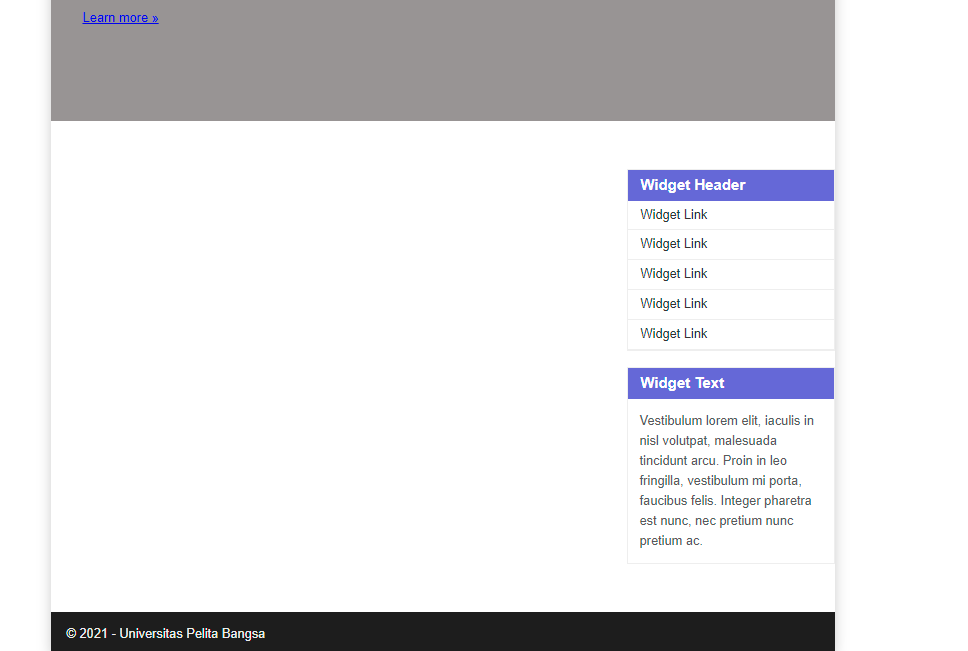 Learn more »
Widget Header
Widget Link
Widget Link
Widget Link
Widget Link
Widget Link
Widget Text
Vestibulum lorem elit, iaculis in
nisl volutpat, malesuada
tincidunt arcu. Proin in leo
fringilla, vestibulum mi porta,
faucibus felis. Integer pharetra
est nunc, nec pretium nunc
pretium ac.
© 2021 - Universitas Pelita Bangsa